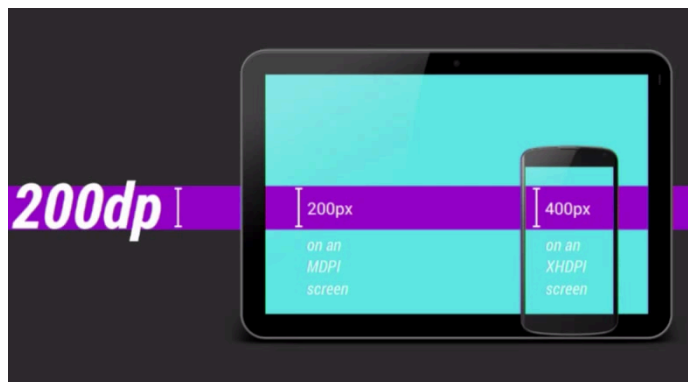 200dp
200px
on an
MDPI
screen
400px
on an
XHDPI
screen